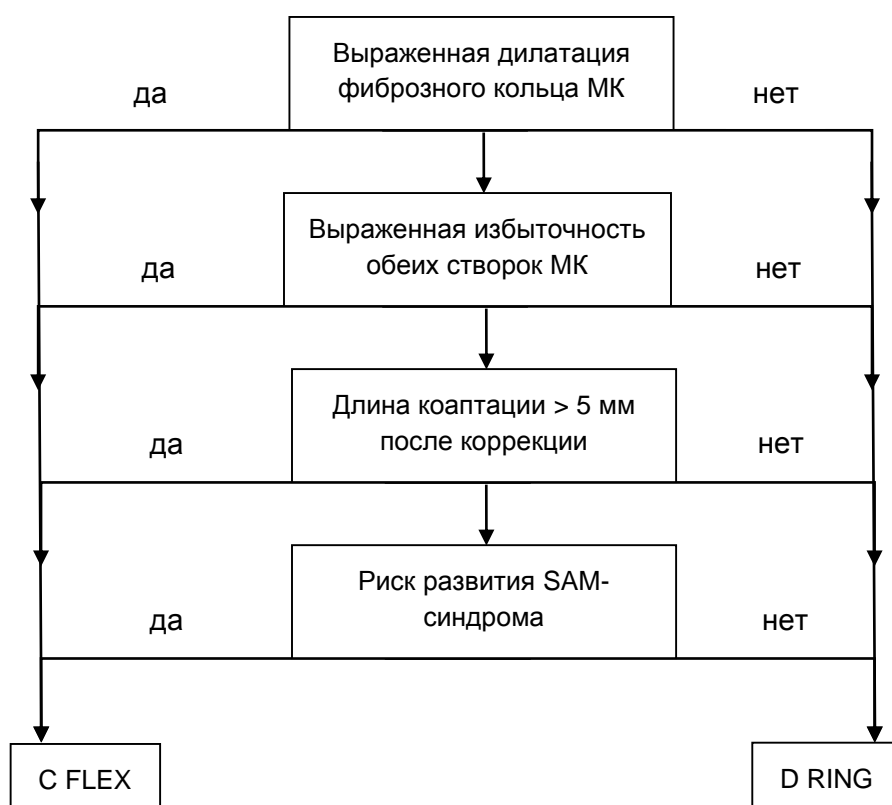 Выраженная дилатация
фиброзного кольца МК
да
нет
Выраженная избыточность
обеих створок МК
да
нет
Длина коаптации > 5 мм
после коррекции
да
нет
Риск развития SAM-
синдрома
да
нет
C FLEX
D RING